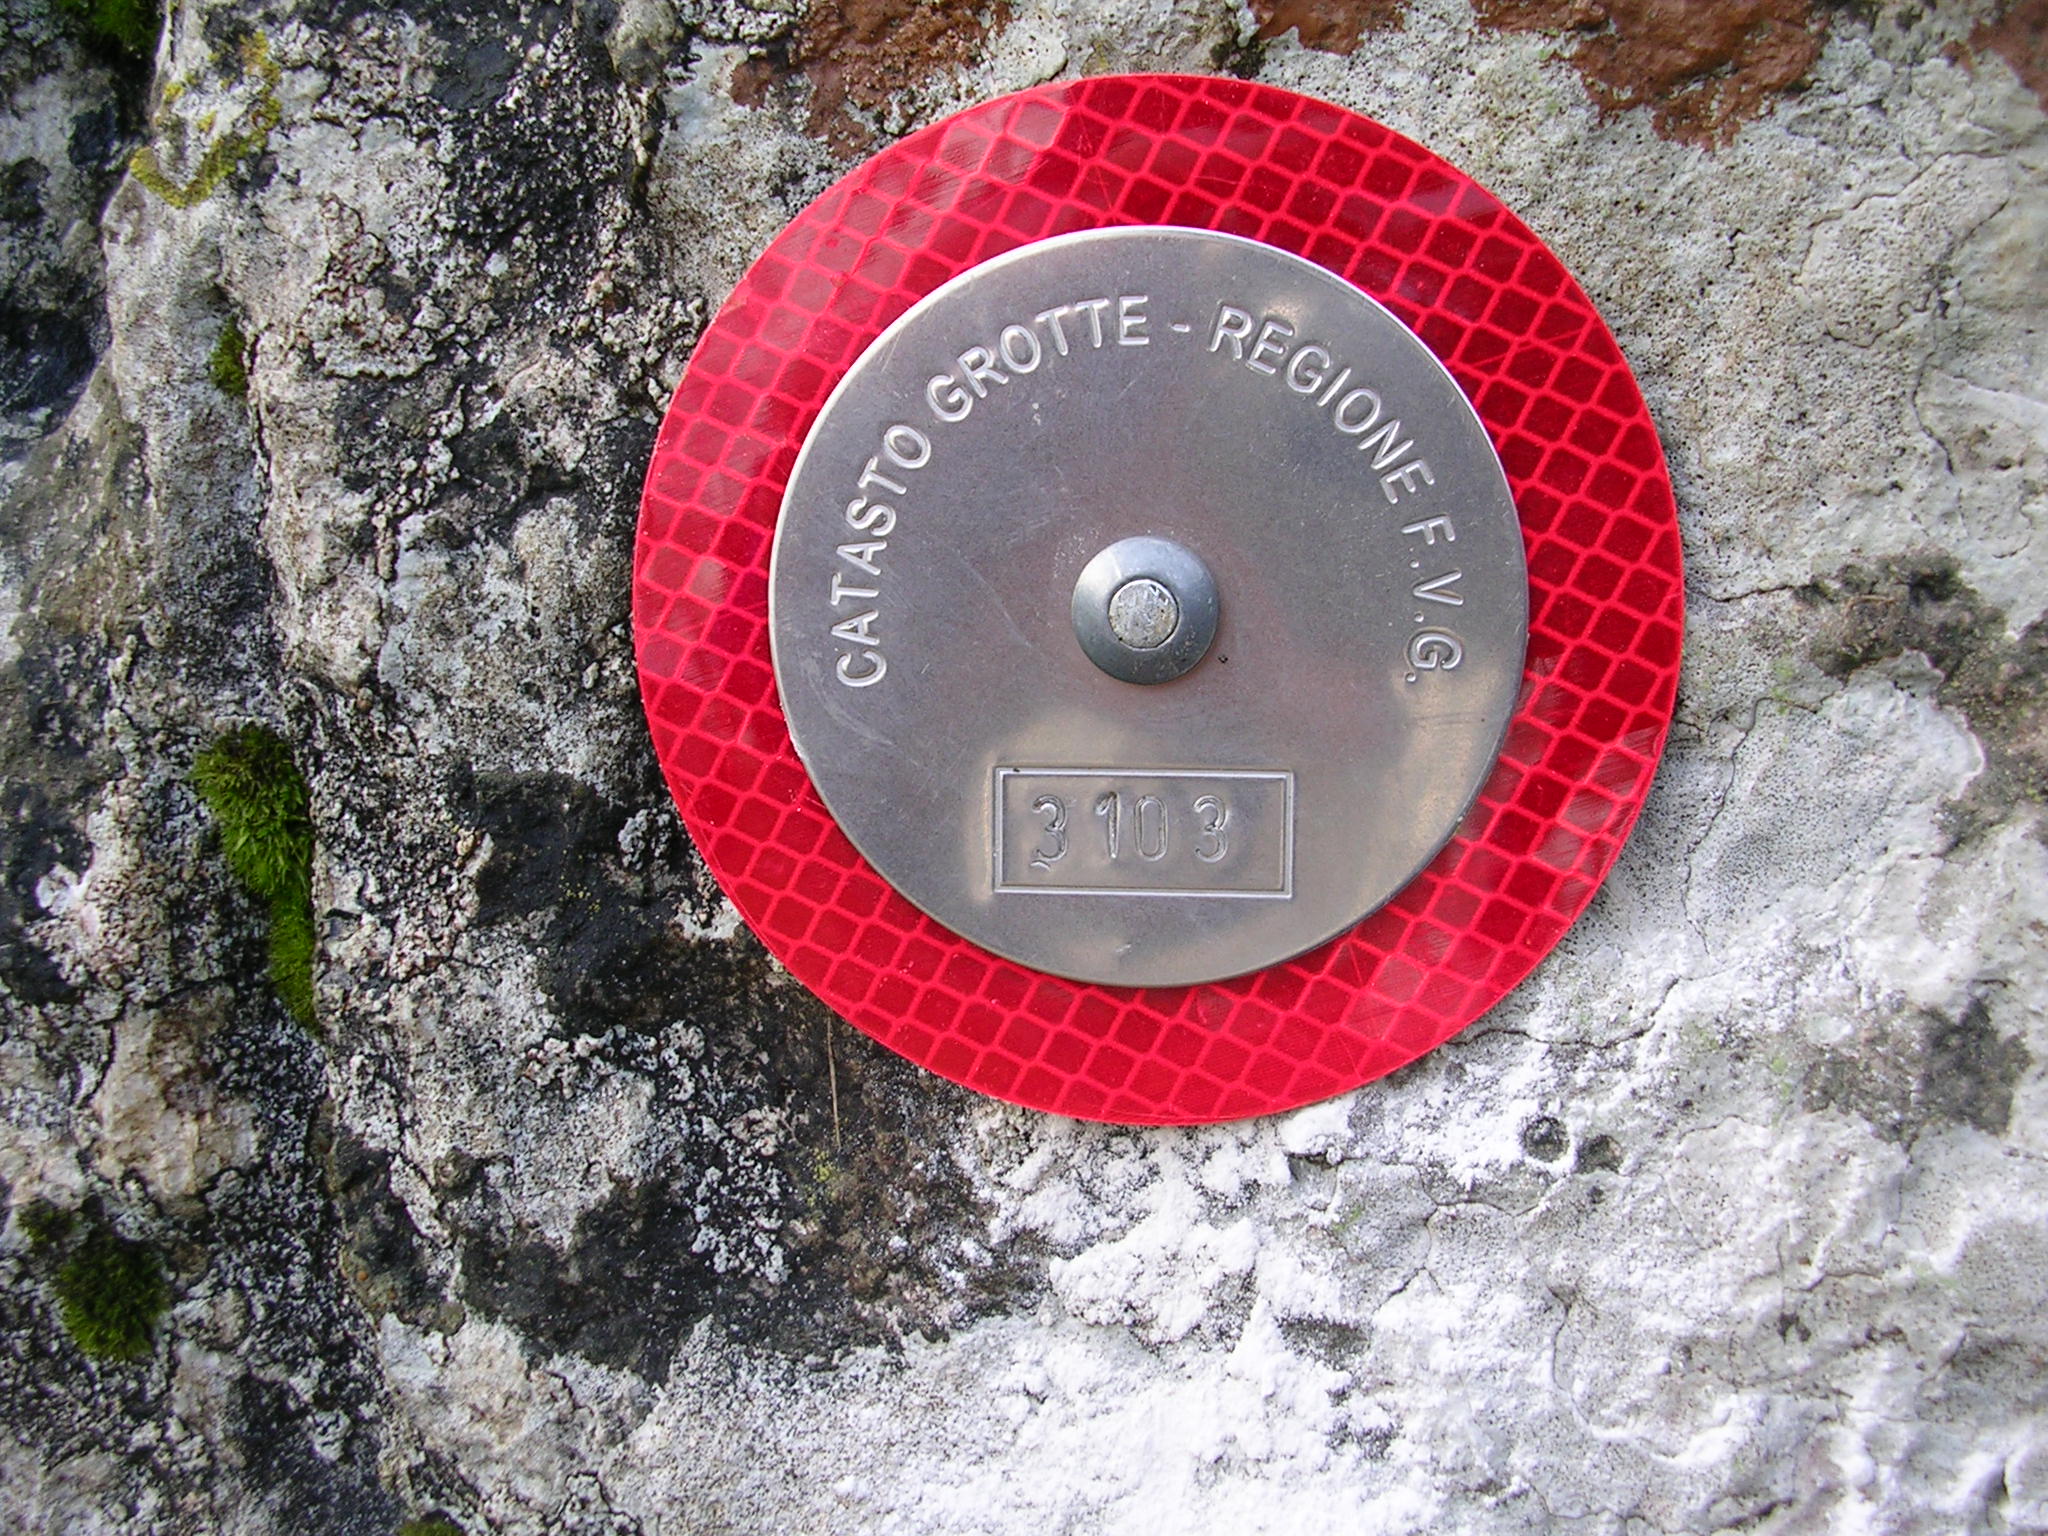 CATASTO GROTTE - REGIONE F.V.G.
3103